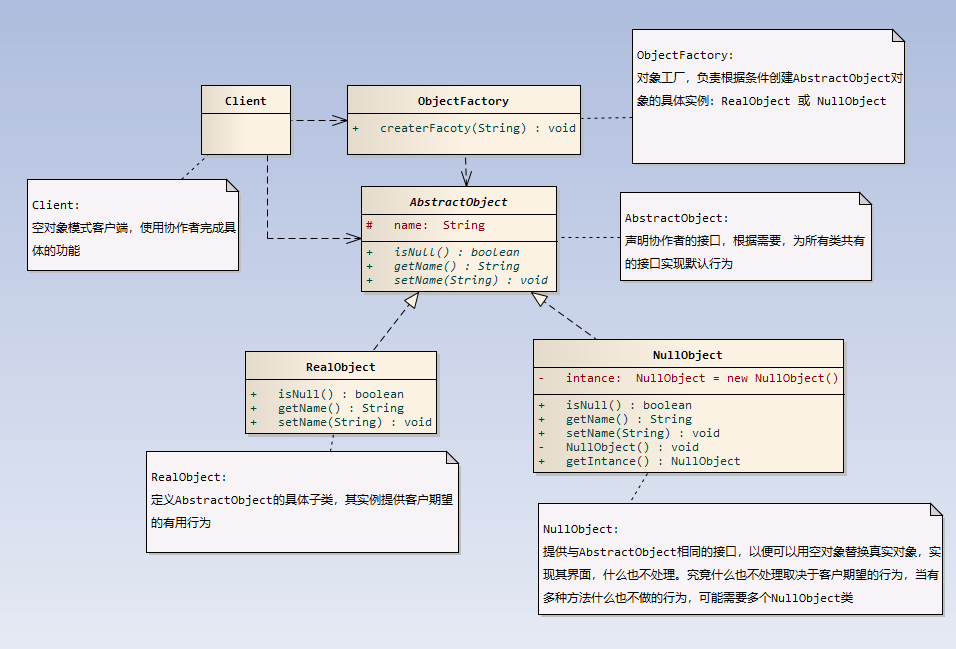 ObjectFactory:
对象工厂，负责根据条件创建AbstractObject对
象的具体实例：RealObject 或 NullObject
Client
ObjectFactory
+ createrFacoty(String) : void
Client:
空对象模式客户端，使用协作者完成具
体的功能
AbstractObject
# name: String
+ isNull() : boolean
+ getName() : String
+ setName(String) : void
AbstractObject:
声明协作者的接口，根据需要，为所有类共有
的接口实现默认行为
RealObject
+ isNull() : boolean
+ getName() : String
+ setName(String) : void
NullObject
- intance: NullObject = new NullObject()
+ isNull() : boolean
+ getName() : String
+ setName(String) : void
- NullObject() : void
+ getIntance() : NullObject
RealObject:
定义AbstractObject的具体子类，其实例提供客户期望
的有用行为
NullObject:
提供与AbstractObject相同的接口，以便可以用空对象替换真实对象，实
现其界面，什么也不处理。究竟什么也不处理取决于客户期望的行为，当有
多种方法什么也不做的行为，可能需要多个NullObject类